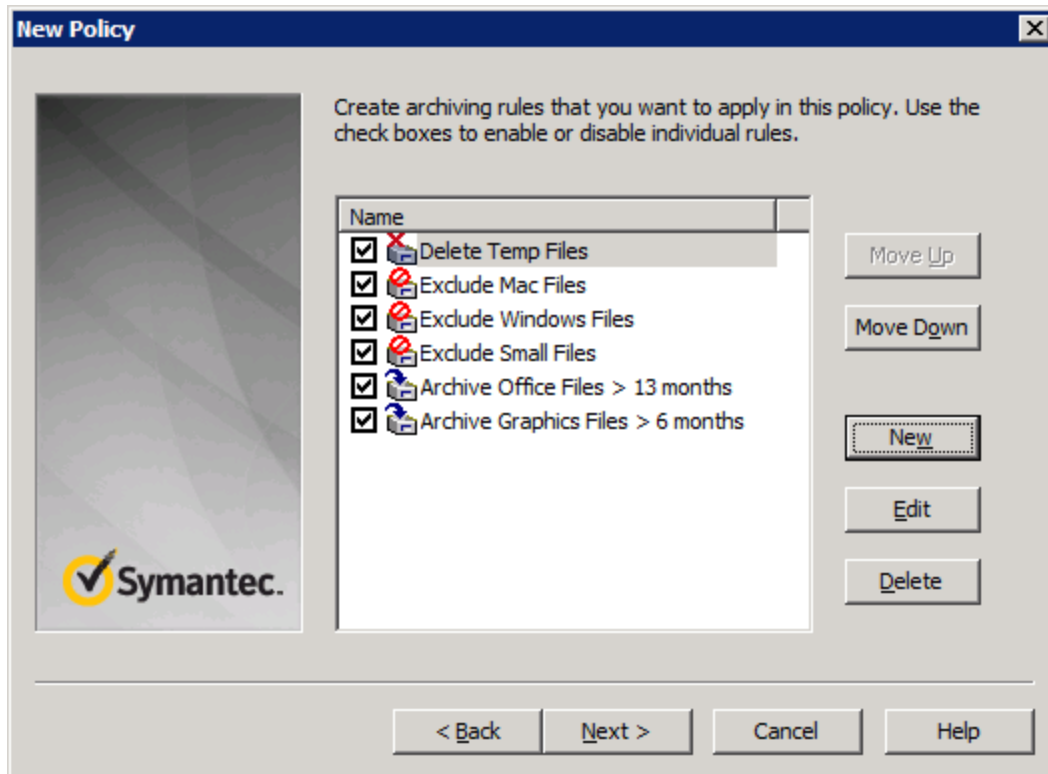 New Policy
Create archiving rules that you want to apply in this policy. Use the
check boxes to enable or disable individual rules.
Name
Delete Temp Files
Exclude Mac Files
Exclude Windows Files
Exclude Small Files
Archive Office Files > 13 months
Archive Graphics Files > 6 months
Move Up
Move Down
New
Edit
Delete
Symantec.
< Back
Next >
Cancel
Help